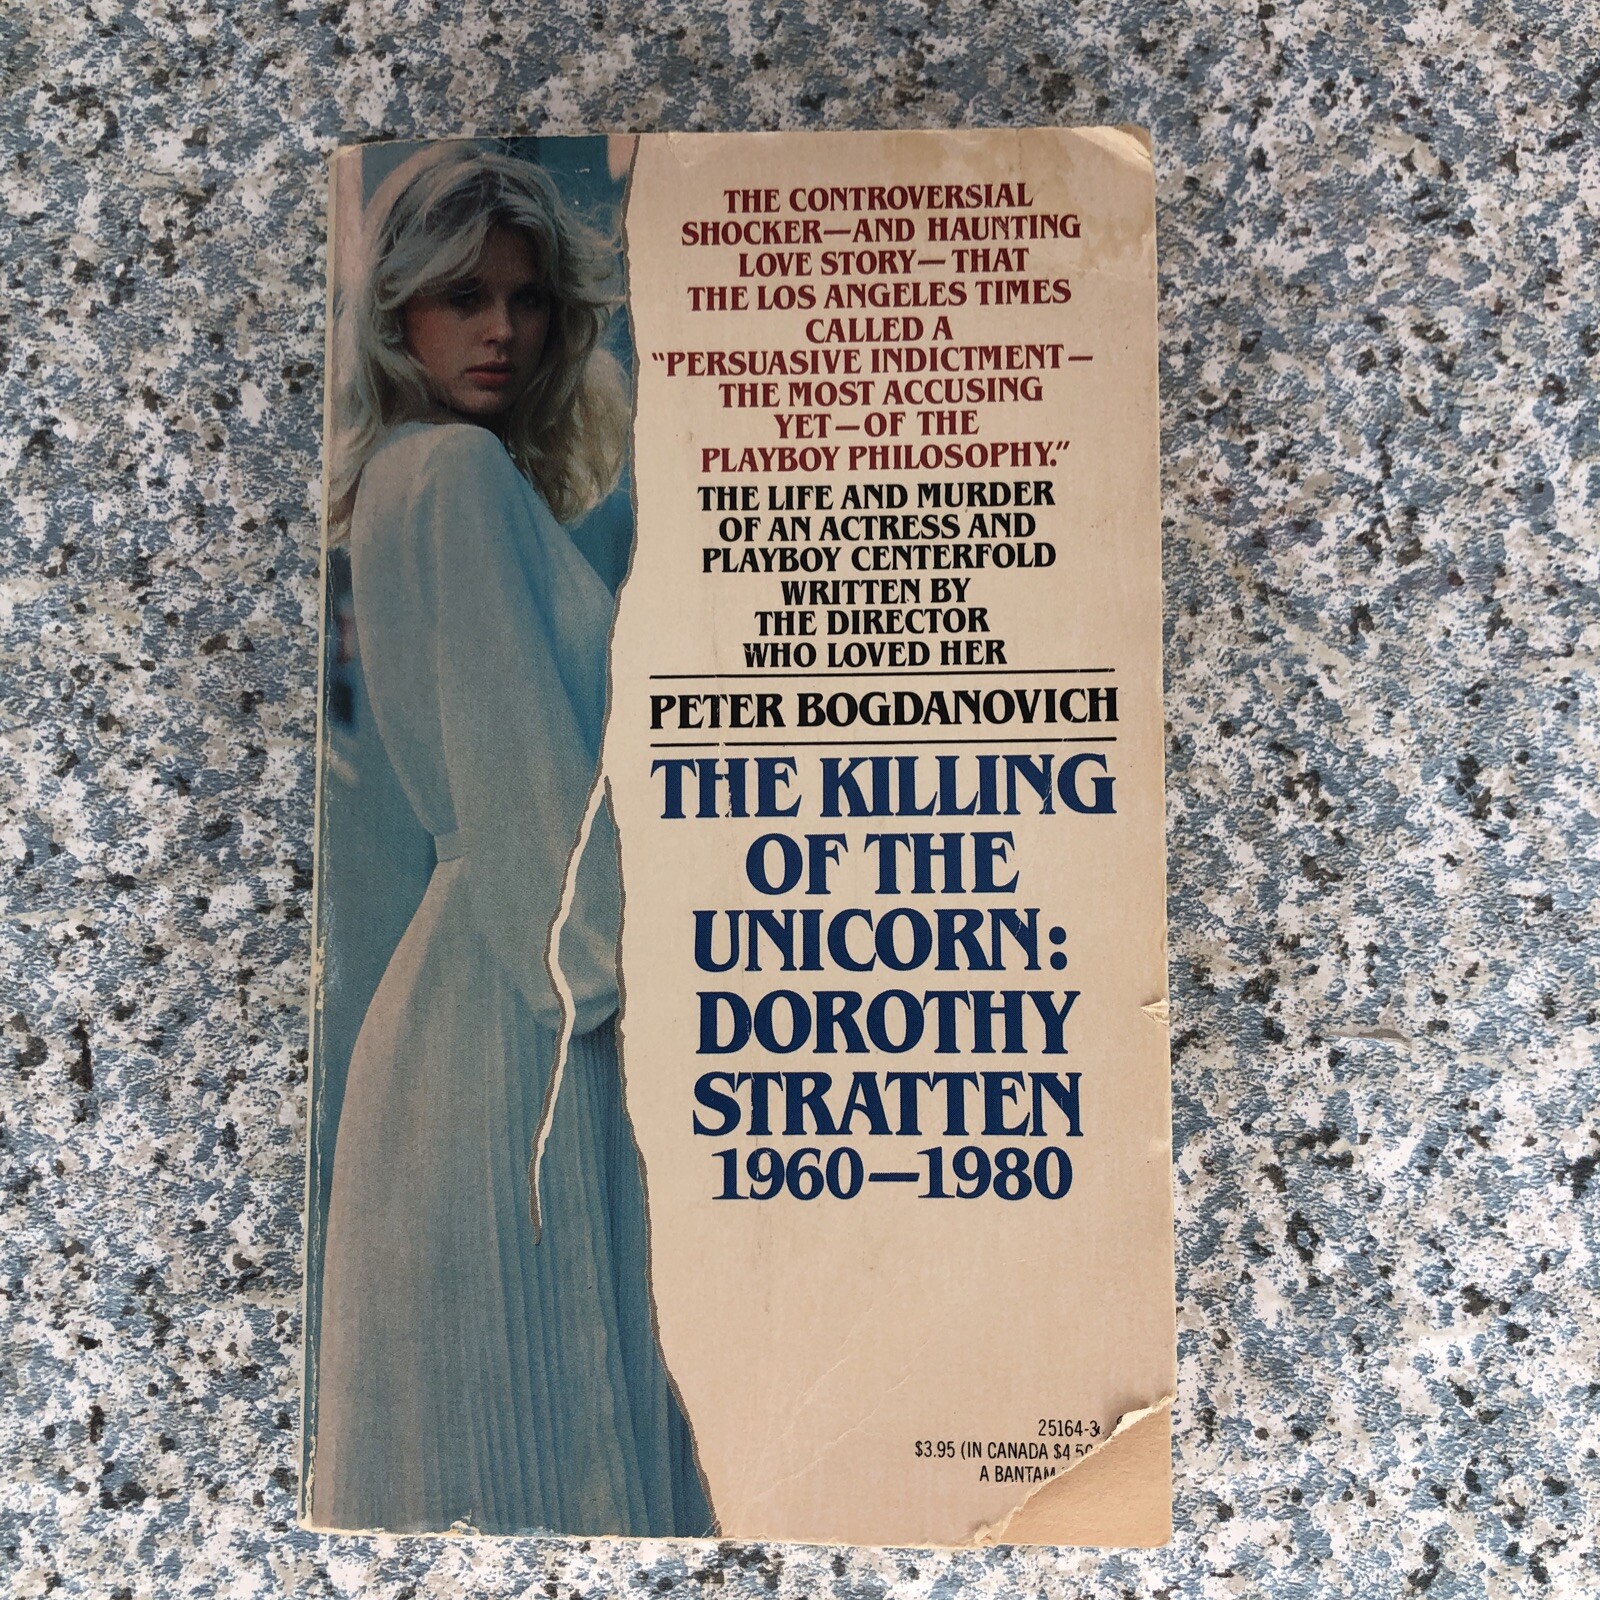 THE CONTROVERSIAL
SHOCKER—AND HAUNTING
LOVE STORY—THAT
THE LOS ANGELES TIMES
CALLED A
"PERSUASIVE INDICTMENT—
THE MOST ACCUSING
YET—OF THE
PLAYBOY PHILOSOPHY."
THE LIFE AND MURDER
OF AN ACTRESS AND
PLAYBOY CENTERFOLD
WRITTEN BY
THE DIRECTOR
WHO LOVED HER
PETER BOGDANOVICH
THE KILLING
OF THE
UNICORN:
DOROTHY
STRATTEN
1960—1980
25164-3
$3.95 (IN CANADA
A BANTAM